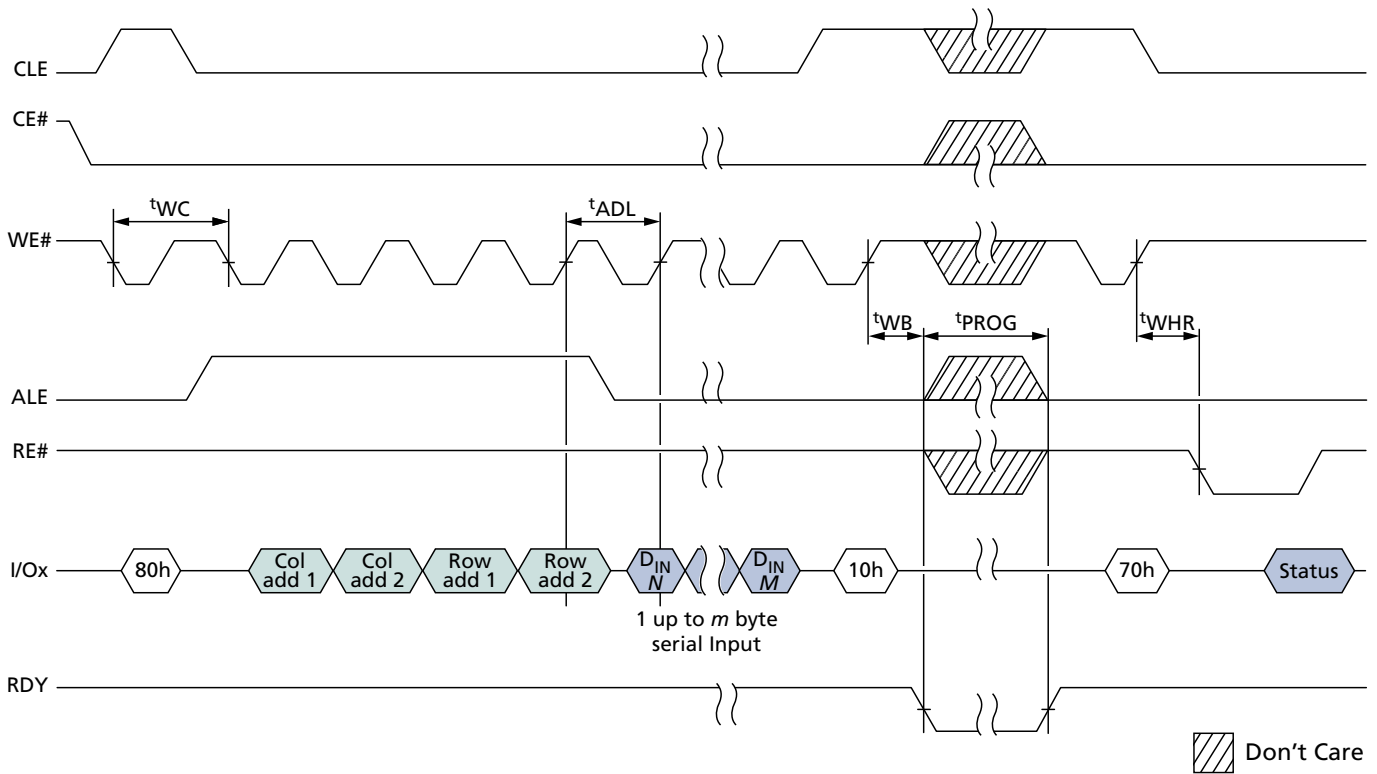 CLE
CE#
tWC
tADL
WE#
tWB
tPROG
tWHR
ALE
RE#
I/Ox
80h
Col
add 1
Col
add 2
Row
add 1
Row
add 2
DIN
N
DIN
M
10h
70h
Status
1 up to m byte
serial Input
RDY
Don't Care